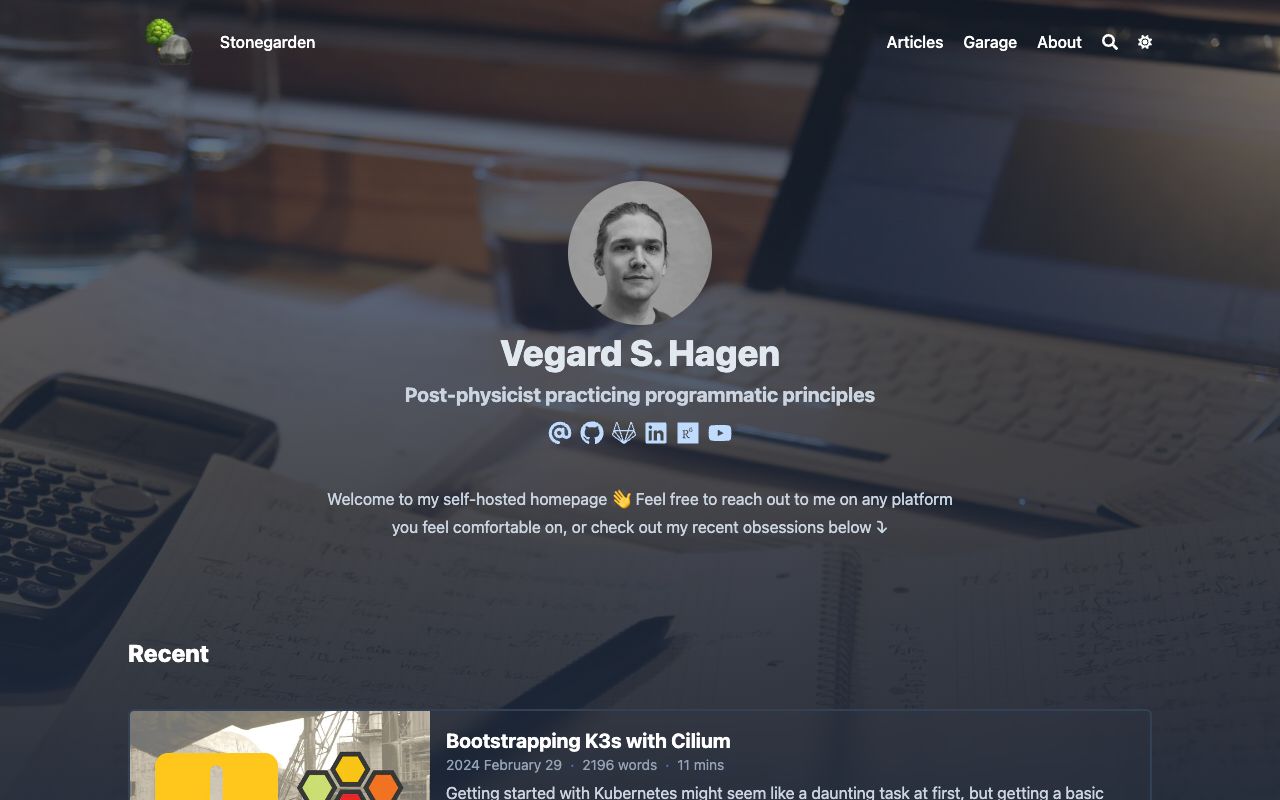 Stonegarden
Articles
Garage
About
Vegard S. Hagen
Post-physicist practicing programmatic principles
Welcome to my self-hosted homepage 👋 Feel free to reach out to me on any platform
you feel comfortable on, or check out my recent obsessions below ⤵
Recent
Bootstrapping K3s with Cilium
2024 February 29 · 2196 words · 11 mins
Getting started with Kubernetes might seem like a daunting task at first, but getting a basic